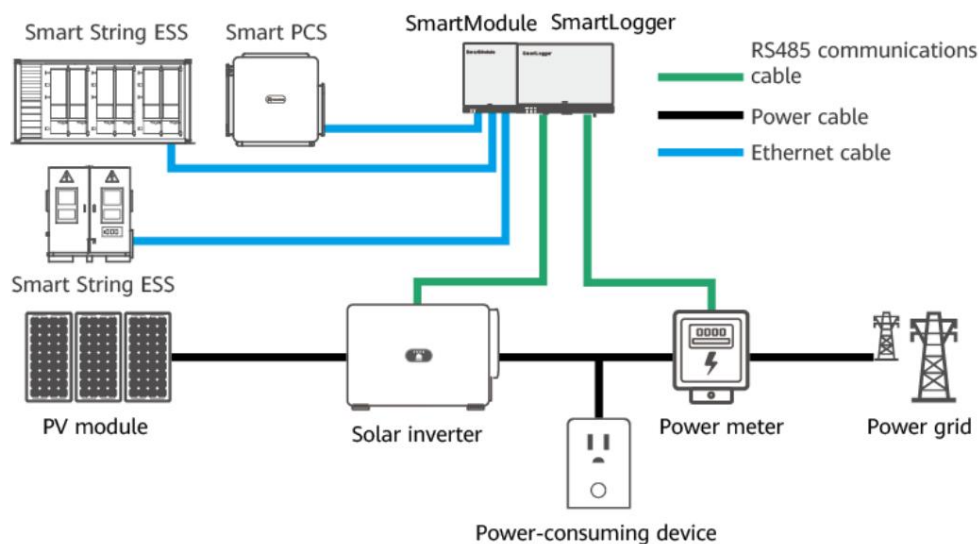 Smart String ESS
Smart PCS
SmartModule
SmartLogger
RS485 communications
cable
Power cable
Ethernet cable
Smart String ESS
PV module
Solar inverter
Power meter
Power grid
Power-consuming device